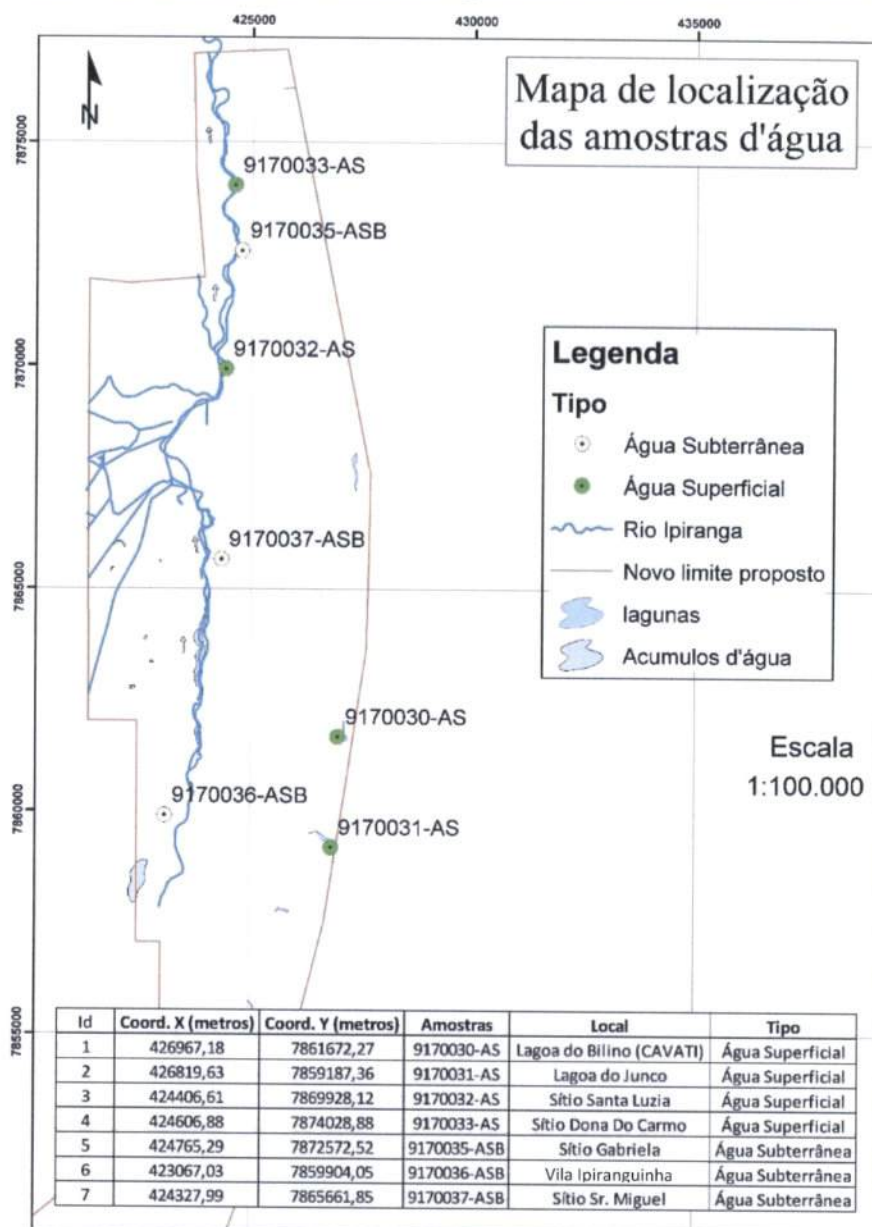 425000 430000 435000
Mapa de localização
das amostras d'água
N
7875000
9170033-AS
9170035-ASB
7870000
9170032-AS
Legenda
Tipo
Água Subterrânea
Água Superficial
Rio Ipiranga
Novo limite proposto
lagunas
Acumulos d'água
9170037-ASB
7865000
9170030-AS
Escala
1:100.000
7860000
9170036-ASB
9170031-AS
7855000
Id Coord. X (metros) Coord. Y (metros) Amostras Local Tipo
1 426967,18 7861672,27 9170030-AS Lagoa do Bilino (CAVATI) Água Superficial
2 426819,63 7859187,36 9170031-AS Lagoa do Junco Água Superficial
3 424406,61 7869928,12 9170032-AS Sítio Santa Luzia Água Superficial
4 424606,88 7874028,88 9170033-AS Sítio Dona Do Carmo Água Superficial
5 424765,29 7872572,52 9170035-ASB Sítio Gabriela Água Subterrânea
6 423067,03 7859904,05 9170036-ASB Vila Ipiranguinha Água Subterrânea
7 424327,99 7865661,85 9170037-ASB Sítio Sr. Miguel Água Subterrânea